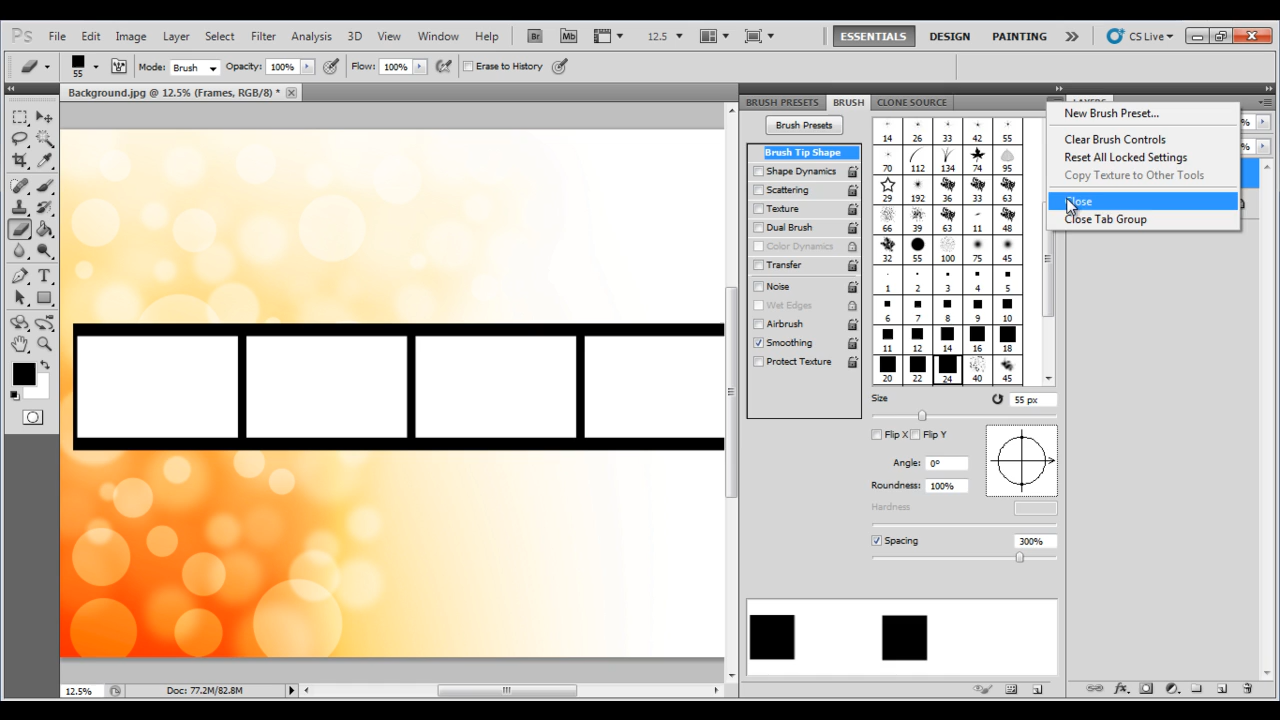 Ps File Edit Image Layer Select Filter Analysis 3D View Window Help Br Mb 12.5 ESSENTIALS DESIGN PAINTING CS Live
55 Mode: Brush Opacity: 100% Flow: 100% Erase to History
Background.jpg @ 12.5% (Frames, RGB/8) *
BRUSH PRESETS BRUSH CLONE SOURCE
New Brush Preset...
Clear Brush Controls
Reset All Locked Settings
Copy Texture to Other Tools
Close Tab Group
Brush Presets
Brush Tip Shape
Shape Dynamics
Scattering
Texture
Dual Brush
Color Dynamics
Transfer
Noise
Wet Edges
Airbrush
Smoothing
Protect Texture
14 26 33 42 55
70 112 134 74 95
29 192 36 33 63
66 39 63 11 48
32 55 100 75 45
1 2 3 4 5
6 7 8 9 10
11 12 14 16 18
20 22 24 40 45
Size 55 px
Flip X Flip Y
Angle: 0º
Roundness: 100%
Hardness
Spacing 300%
12.5% Doc: 77.2M/82.8M